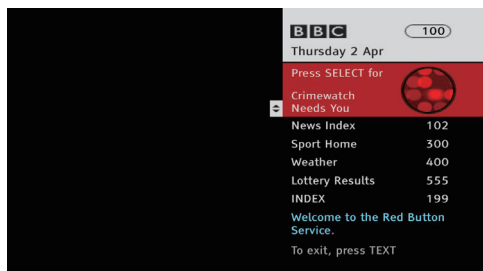 BBC 100
Thursday 2 Apr
Press SELECT for
Crimewatch
Needs You
News Index 102
Sport Home 300
Weather 400
Lottery Results 555
INDEX 199
Welcome to the Red Button
Service.
To exit, press TEXT